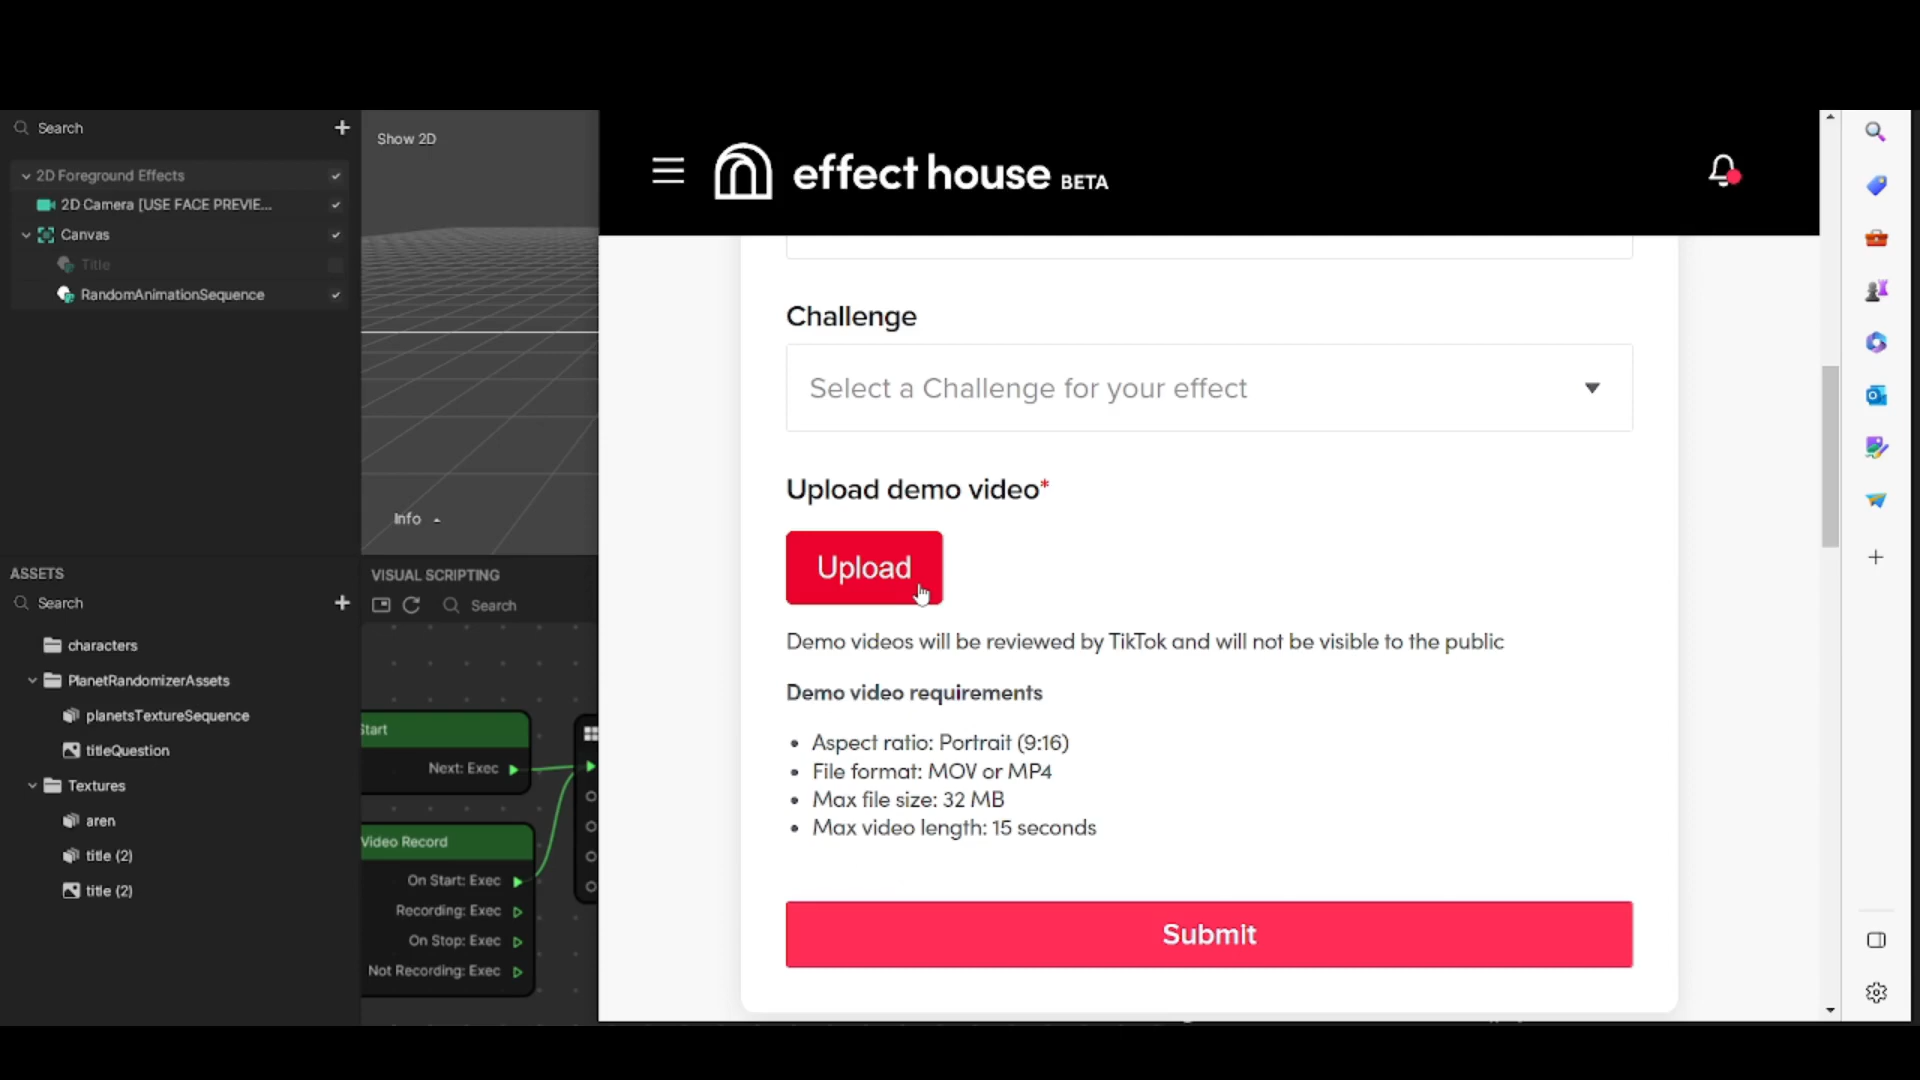 Search
2D Foreground Effects
2D Camera [USE FACE PREVIE...
Canvas
Title
RandomAnimationSequence
Show 2D
Info
ASSETS
Search
characters
PlanetRandomizerAssets
planetsTextureSequence
titleQuestion
Textures
aren
title (2)
title (2)
VISUAL SCRIPTING
Search
Start
Next: Exec
Video Record
On Start: Exec
Recording: Exec
On Stop: Exec
Not Recording: Exec
effect house BETA
Challenge
Select a Challenge for your effect
Upload demo video*
Upload
Demo videos will be reviewed by TikTok and will not be visible to the public
Demo video requirements
• Aspect ratio: Portrait (9:16)
• File format: MOV or MP4
• Max file size: 32 MB
• Max video length: 15 seconds
Submit